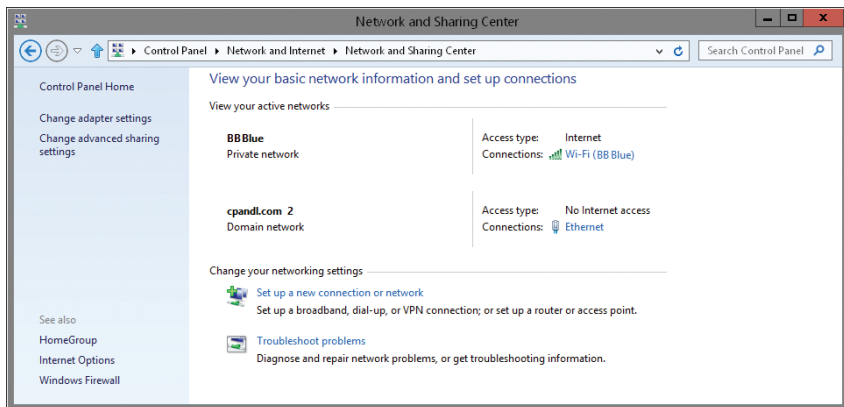 Network and Sharing Center
Control Panel Network and Internet Network and Sharing Center
Search Control Panel
Control Panel Home
Change adapter settings
Change advanced sharing
settings
See also
HomeGroup
Internet Options
Windows Firewall
View your basic network information and set up connections
View your active networks
BB Blue
Private network
Access type: Internet
Connections: Wi-Fi (BB Blue)
cpandl.com 2
Domain network
Access type: No Internet access
Connections: Ethernet
Change your networking settings
Set up a new connection or network
Set up a broadband, dial-up, or VPN connection; or set up a router or access point.
Troubleshoot problems
Diagnose and repair network problems, or get troubleshooting information.